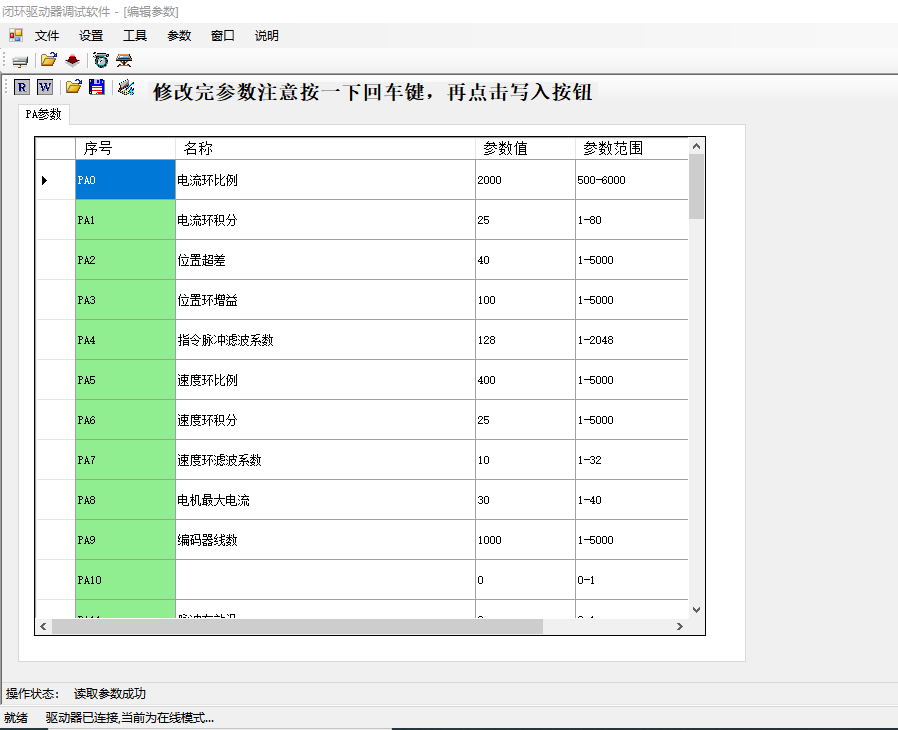 闭环驱动器调试软件 - [编辑参数]
文件 设置 工具 参数 窗口 说明
R W 修改完参数注意按一下回车键，再点击写入按钮
PA参数
序号 名称 参数值 参数范围
PA0 电流环比例 2000 500-6000
PA1 电流环积分 25 1-80
PA2 位置超差 40 1-5000
PA3 位置环增益 100 1-5000
PA4 指令脉冲滤波系数 128 1-2048
PA5 速度环比例 400 1-5000
PA6 速度环积分 25 1-5000
PA7 速度环滤波系数 10 1-32
PA8 电机最大电流 30 1-40
PA9 编码器线数 1000 1-5000
PA10 0 0-1
操作状态： 读取参数成功
就绪 驱动器已连接,当前为在线模式...